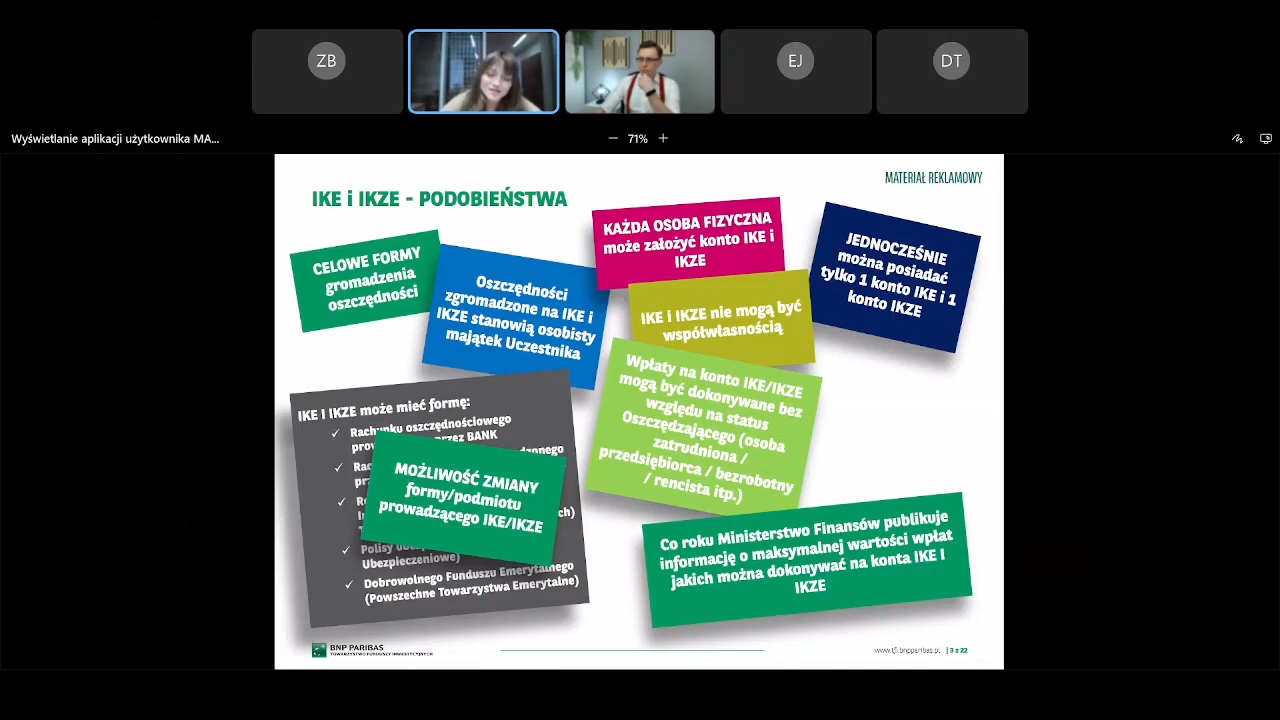 ZB
EJ
DT
Wyświetlanie aplikacji użytkownika MA...
71%
MATERIAŁ REKLAMOWY
IKE i IKZE - PODOBIEŃSTWA
CELOWE FORMY
gromadzenia
oszczędności
Oszczędności
zgromadzone na IKE i
IKZE stanowią osobisty
majątek Uczestnika
KAŻDA OSOBA FIZYCZNA
może założyć konto IKE i
IKZE
IKE i IKZE nie mogą być
współwłasnością
JEDNOCZEŚNIE
można posiadać
tylko 1 konto IKE i 1
konto IKZE
Wpłaty na konto IKE/IKZE
mogą być dokonywane bez
względu na status
Oszczędzającego (osoba
zatrudniona /
przedsiębiorca / bezrobotny
/ rencista itp.)
IKE I IKZE może mieć formę:
Rachunku oszczędnościowego
przez BANK
MOŻLIWOŚĆ ZMIANY
formy/podmiotu
prowadzącego IKE/IKZE
Polisy
Ubezpieczeniowe)
Dobrowolnego Funduszu Emerytalnego
(Powszechne Towarzystwa Emerytalne)
Co roku Ministerstwo Finansów publikuje
informację o maksymalnej wartości wpłat
jakich można dokonywać na konta IKE I
IKZE
BNP PARIBAS
TOWARZYSTWO FUNDUSZY INWESTYCYJNYCH
www.tfi.bnpparibas.pl | 3 z 22